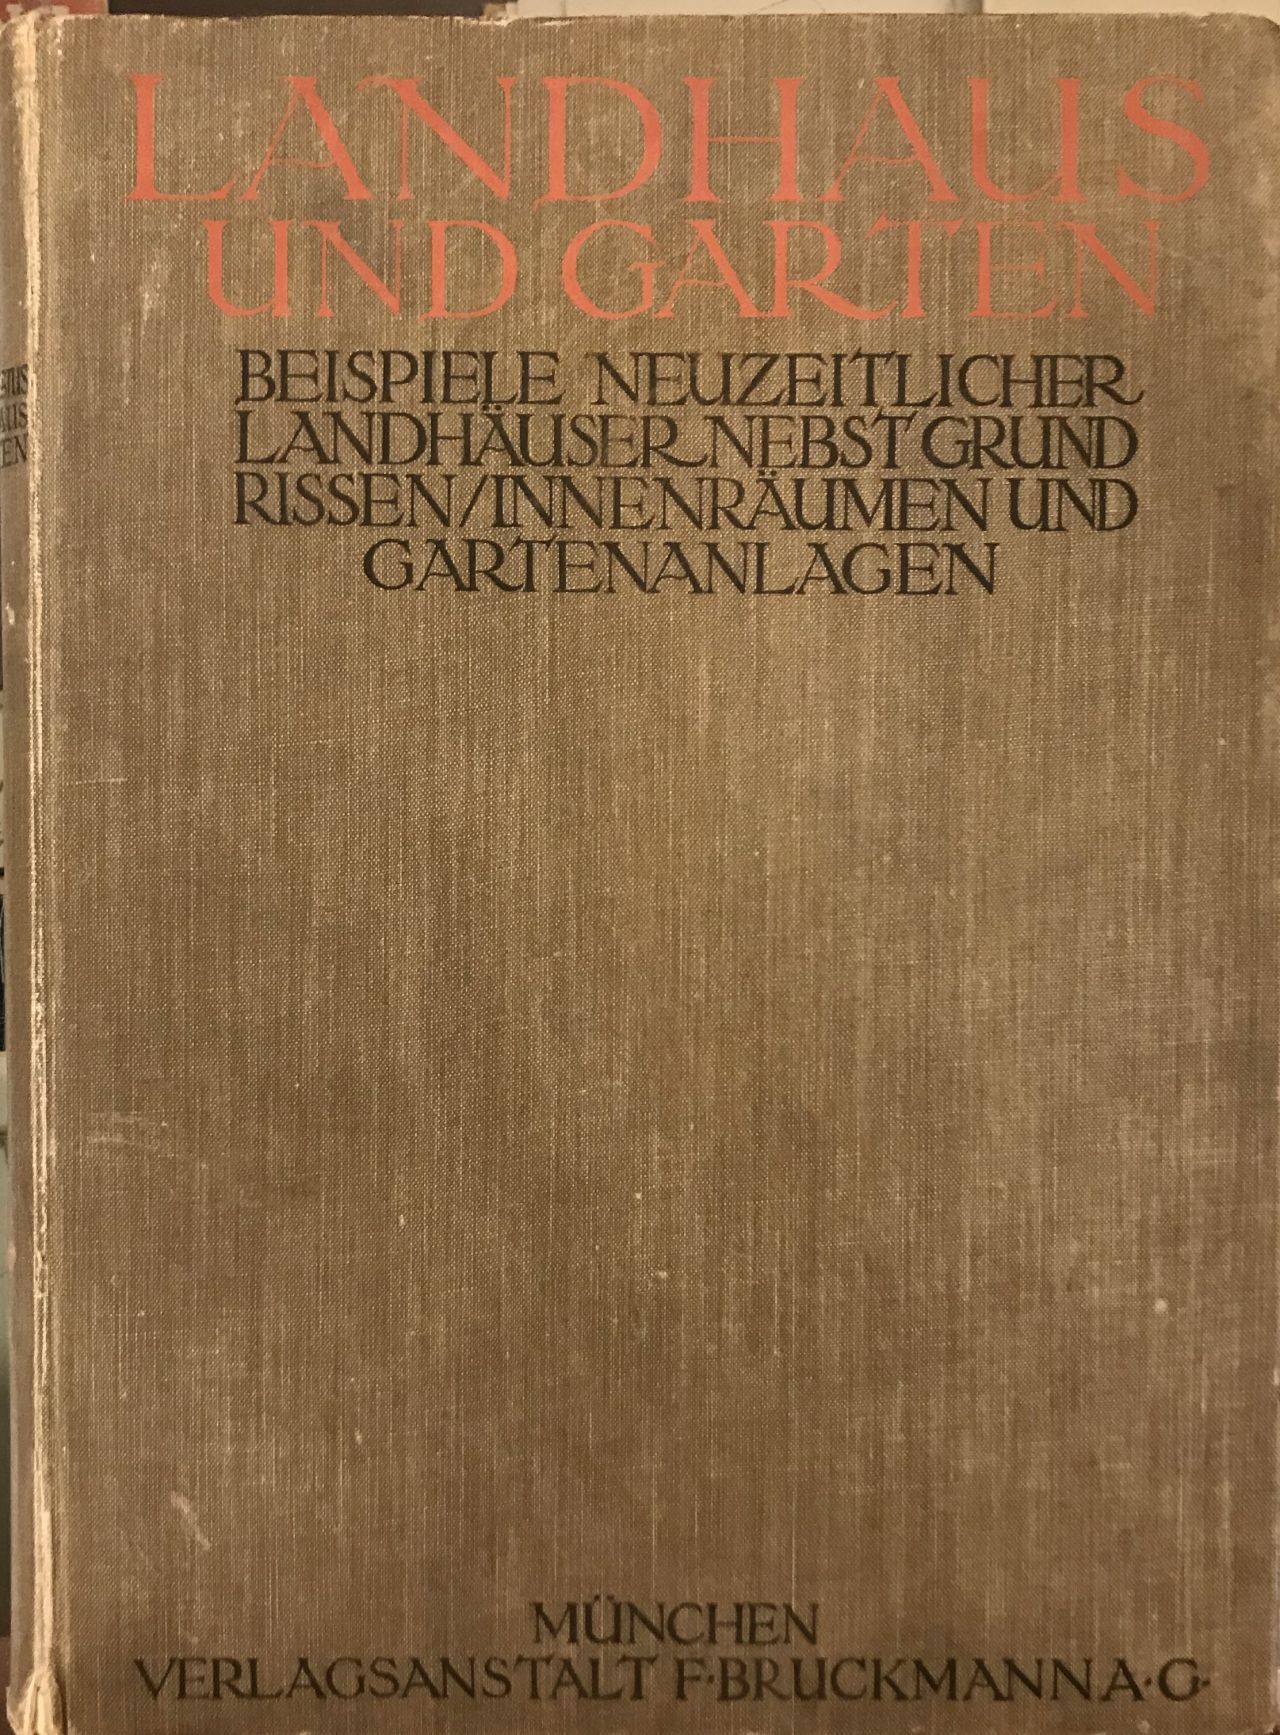 LANDHAUS
UND GARTEN
BEISPIELE NEUZEITLICHER
LANDHÄUSER NEBST GRUND
RISSEN/INNENRÄUMEN UND
GARTENANLAGEN
MÜNCHEN
VERLAGSANSTALT F·BRUCKMANN A·G·